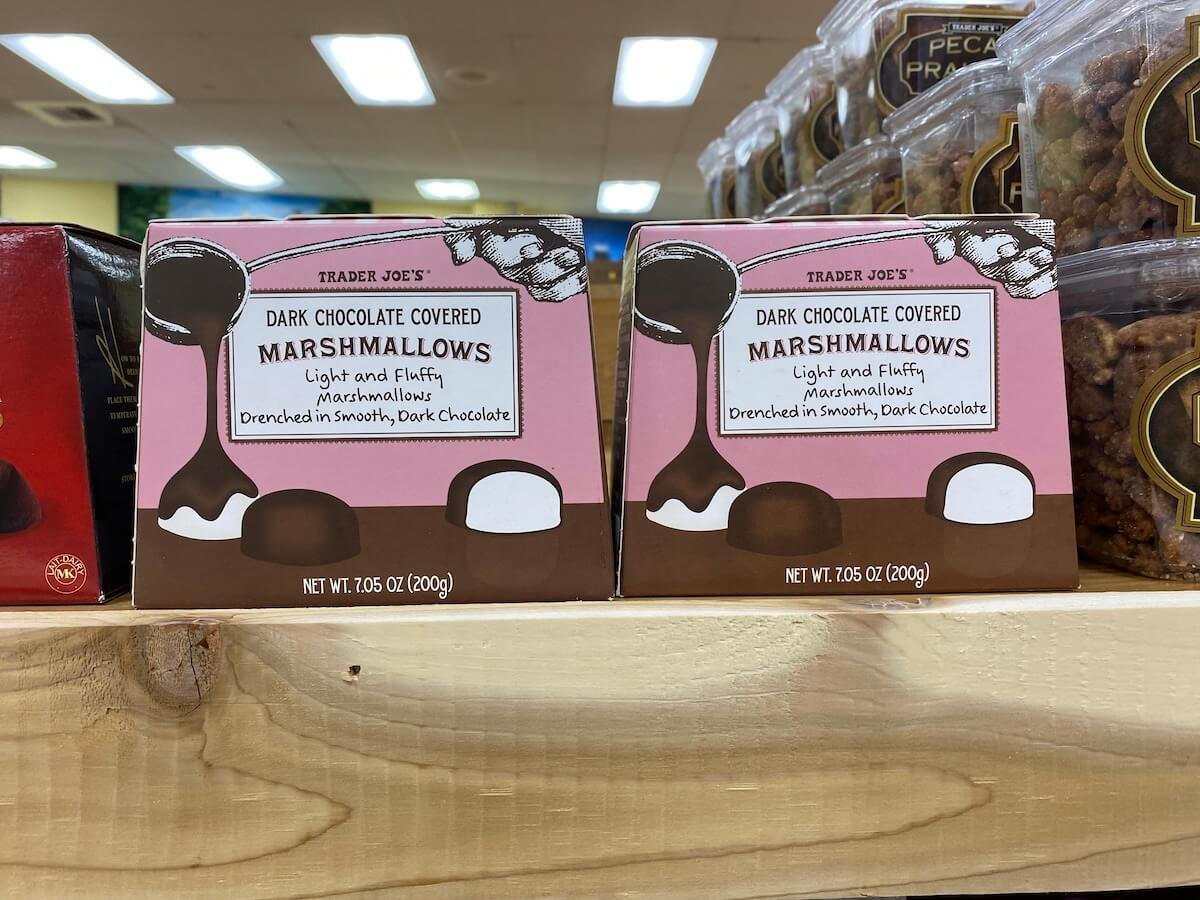 TRADER JOE'S
DARK CHOCOLATE COVERED
MARSHMALLOWS
Light and Fluffy
Marshmallows
Drenched in Smooth, Dark Chocolate
NET WT. 7.05 OZ (200g)
TRADER JOE'S
DARK CHOCOLATE COVERED
MARSHMALLOWS
Light and Fluffy
Marshmallows
Drenched in Smooth, Dark Chocolate
NET WT. 7.05 OZ (200g)
MK
TRADER JOE'S
PECA
PRA